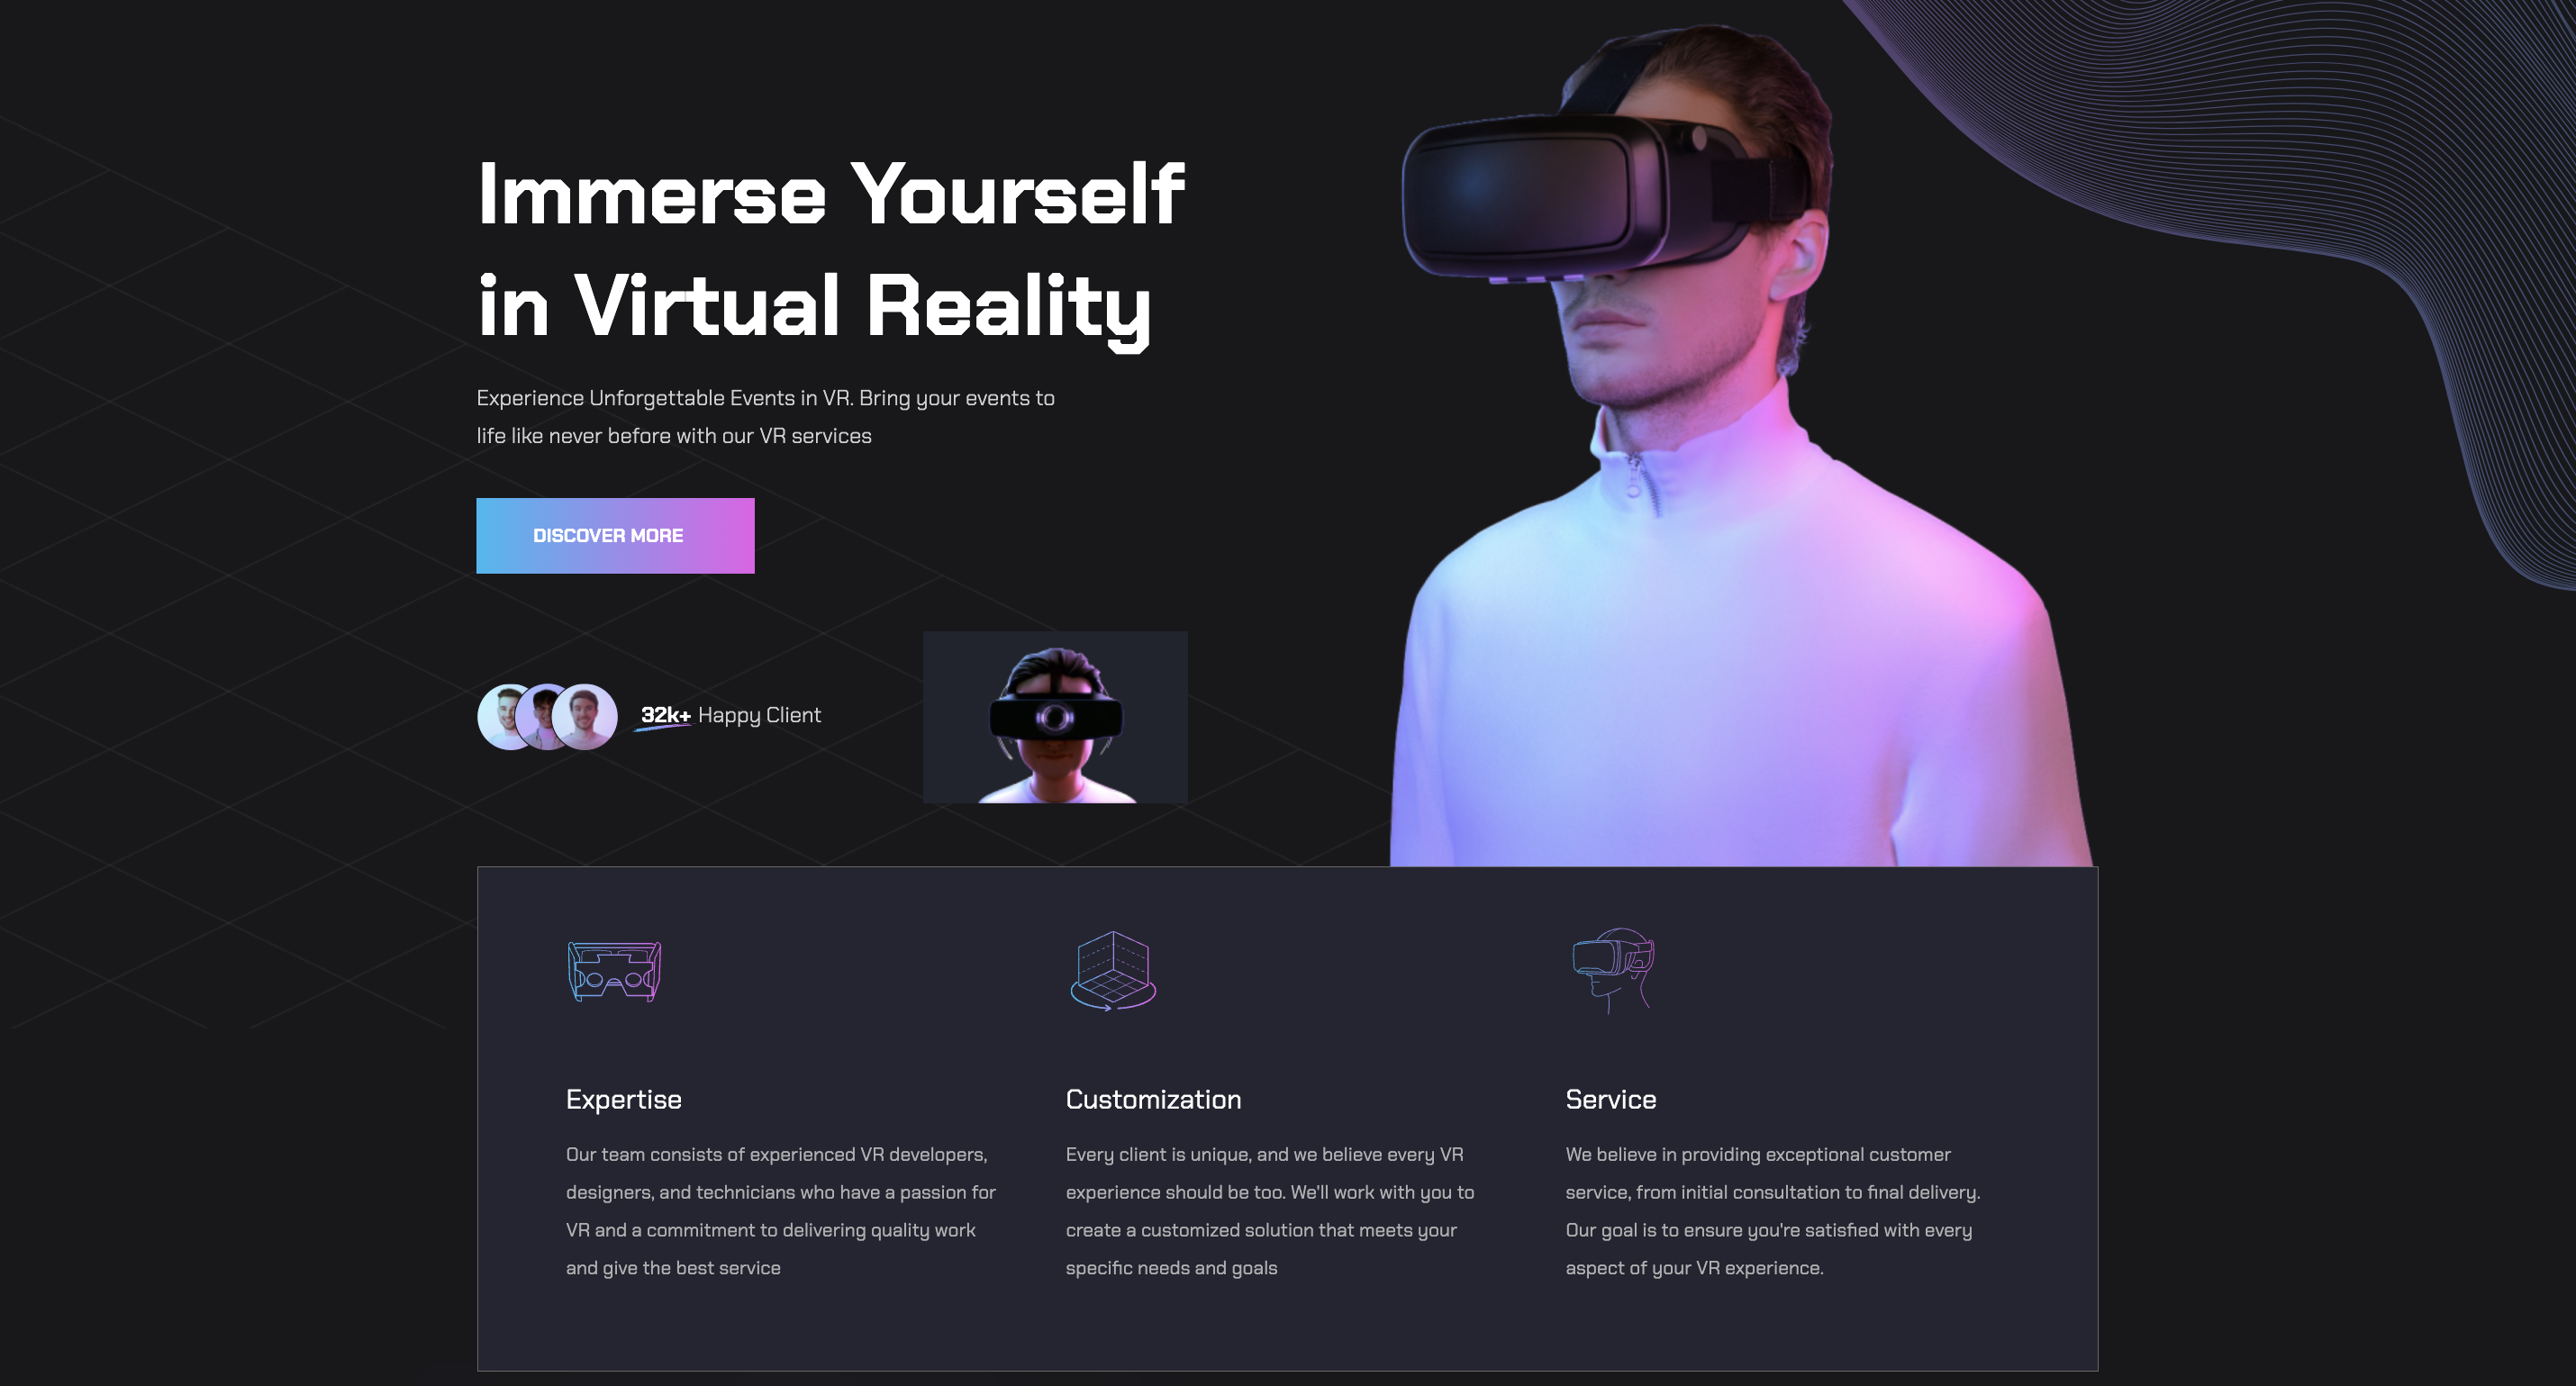 Immerse Yourself
in Virtual Reality
Experience Unforgettable Events in VR. Bring your events to
life like never before with our VR services
DISCOVER MORE
32k+ Happy Client
Expertise
Our team consists of experienced VR developers,
designers, and technicians who have a passion for
VR and a commitment to delivering quality work
and give the best service
Customization
Every client is unique, and we believe every VR
experience should be too. We'll work with you to
create a customized solution that meets your
specific needs and goals
Service
We believe in providing exceptional customer
service, from initial consultation to final delivery.
Our goal is to ensure you're satisfied with every
aspect of your VR experience.